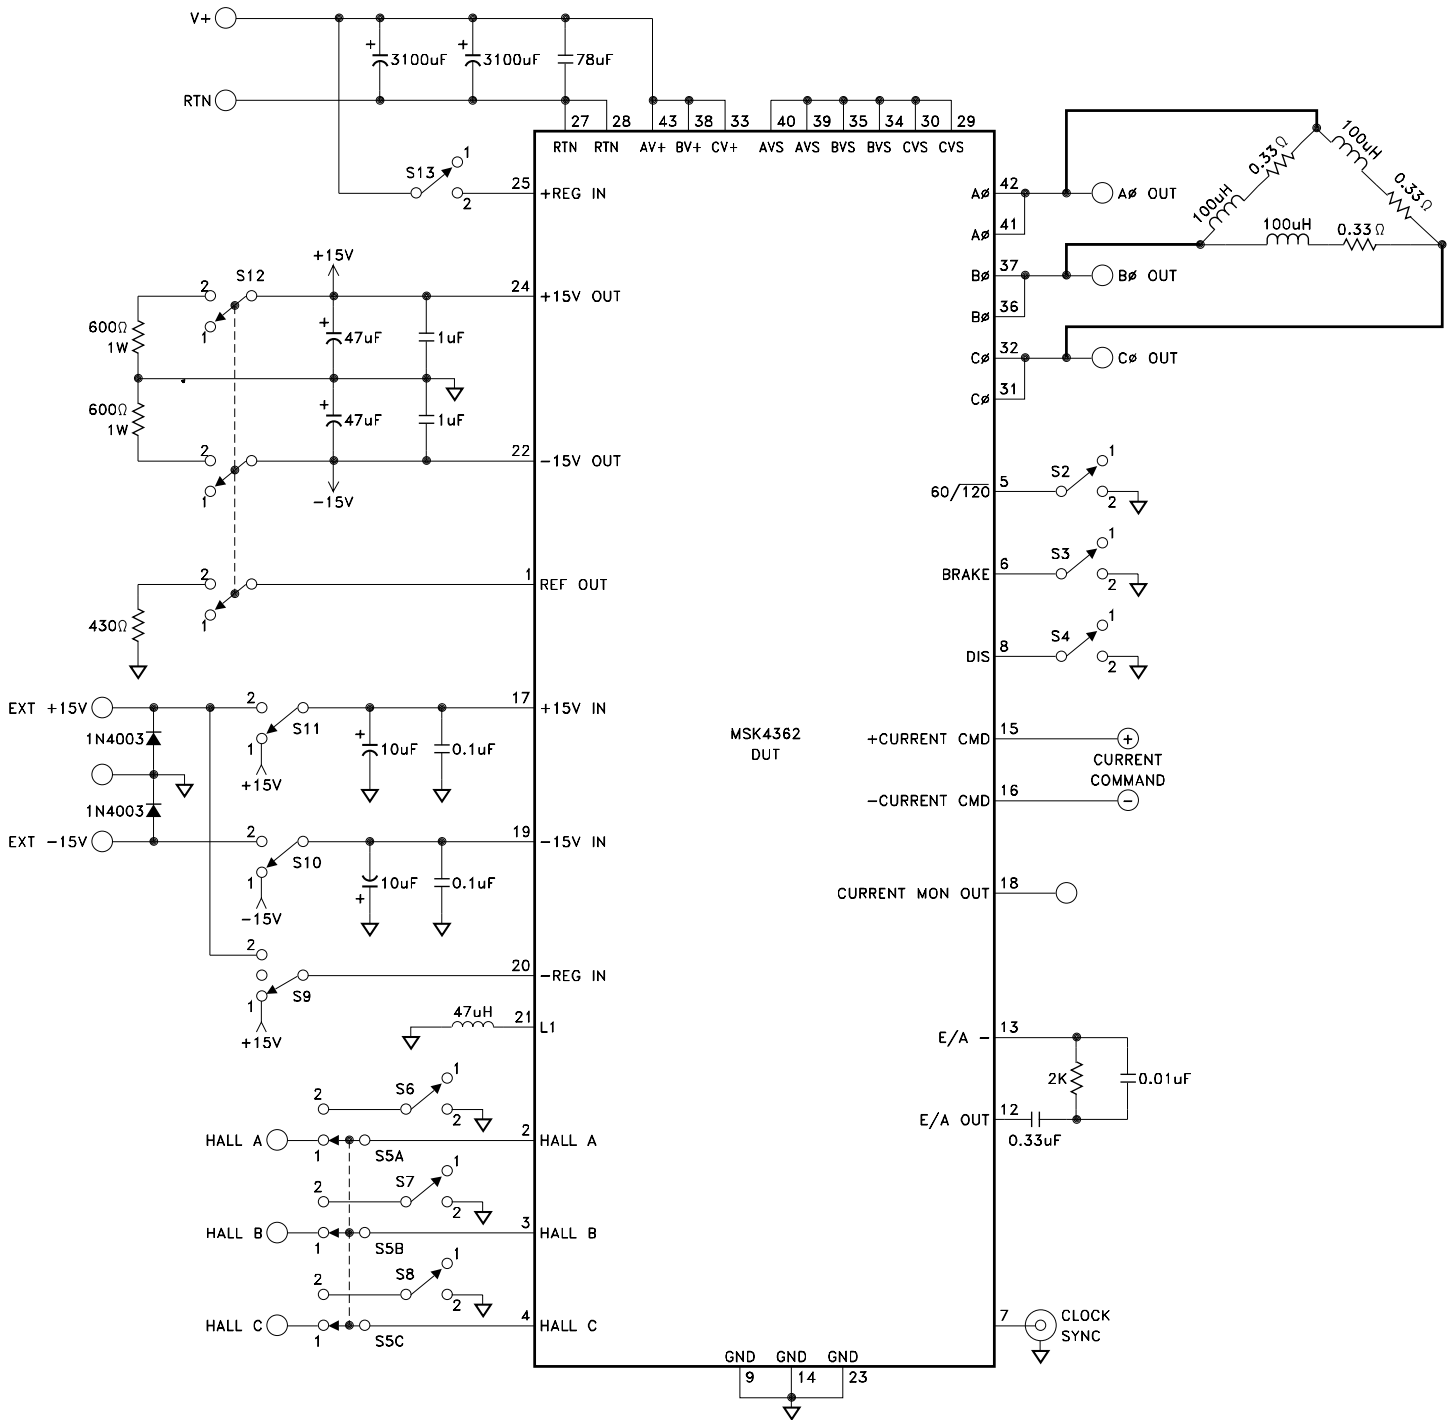 V+
+ 3100uF
+ 3100uF
78uF
RTN
27 28 43 38 33 40 39 35 34 30 29
RTN RTN AV+ BV+ CV+ AVS AVS BVS BVS CVS CVS
S13 1
2
25 +REG IN
+15V
S12
2
1
24 +15V OUT
600Ω
1W
+ 47uF
1uF
600Ω
1W
+ 47uF
1uF
2
1
22 -15V OUT
-15V
2
1
1 REF OUT
430Ω
EXT +15V
2
1
S11
+15V
17 +15V IN
1N4003
+ 10uF
0.1uF
1N4003
EXT -15V
2
1
S10
-15V
19 -15V IN
10uF
+
0.1uF
2
1
S9
+15V
20 -REG IN
47uH
21 L1
S6 1
2
2
HALL A
1
S5A
2 HALL A
S7 1
2
2
HALL B
1
S5B
3 HALL B
S8 1
2
2
HALL C
1
S5C
4 HALL C
MSK4362
DUT
GND GND GND
9 14 23
AØ 42
AØ OUT
AØ 41
BØ 37
BØ OUT
BØ 36
CØ 32
CØ OUT
CØ 31
100uH
0.33Ω
100uH
0.33Ω
100uH
0.33Ω
60/120 5
S2 1
2
BRAKE 6
S3 1
2
DIS 8
S4 1
2
+CURRENT CMD 15
+
CURRENT
COMMAND
-CURRENT CMD 16
-
CURRENT MON OUT 18
E/A - 13
2K
0.01uF
E/A OUT 12
0.33uF
7
CLOCK
SYNC